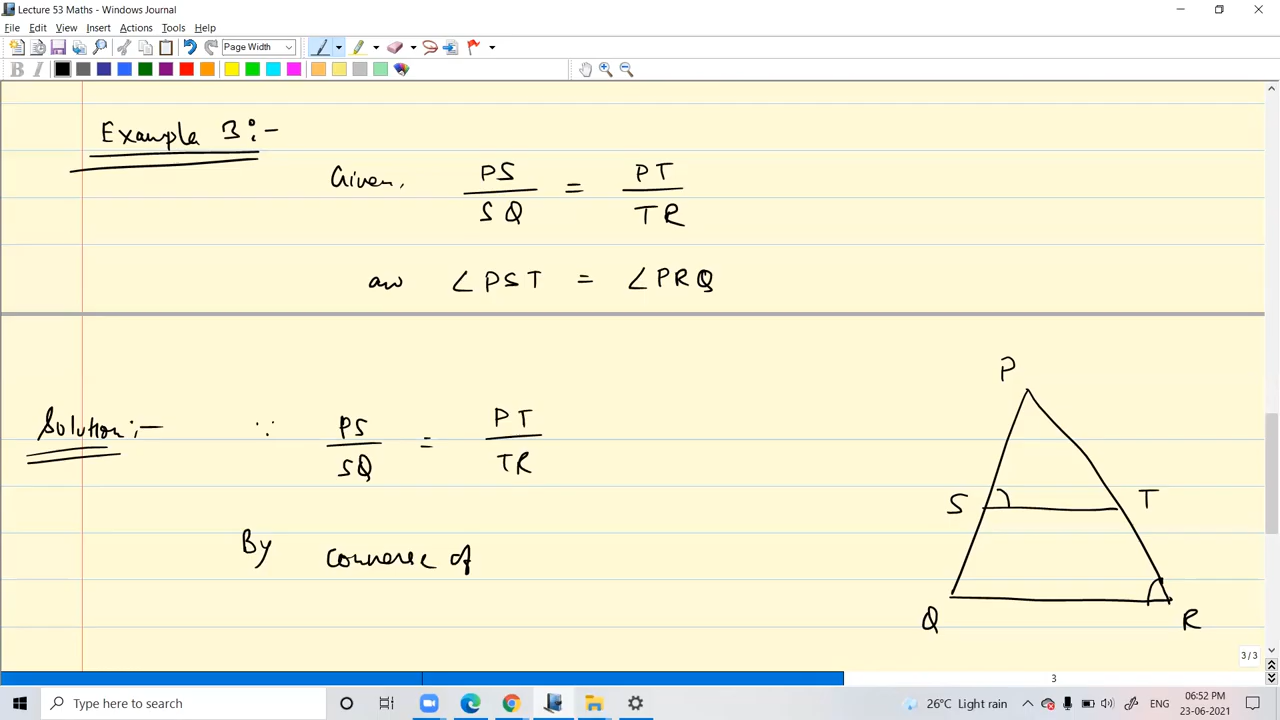 Lecture 53 Maths - Windows Journal
File Edit View Insert Actions Tools Help
Page Width
B I
Example 3:-
Given, PS/SQ = PT/TR
an ∠PST = ∠PRQ
Solution:- ∵ PS/SQ = PT/TR
By converse of
P
S T
Q R
3/3
3
Type here to search
26°C Light rain ENG 06:52 PM 23-06-2021